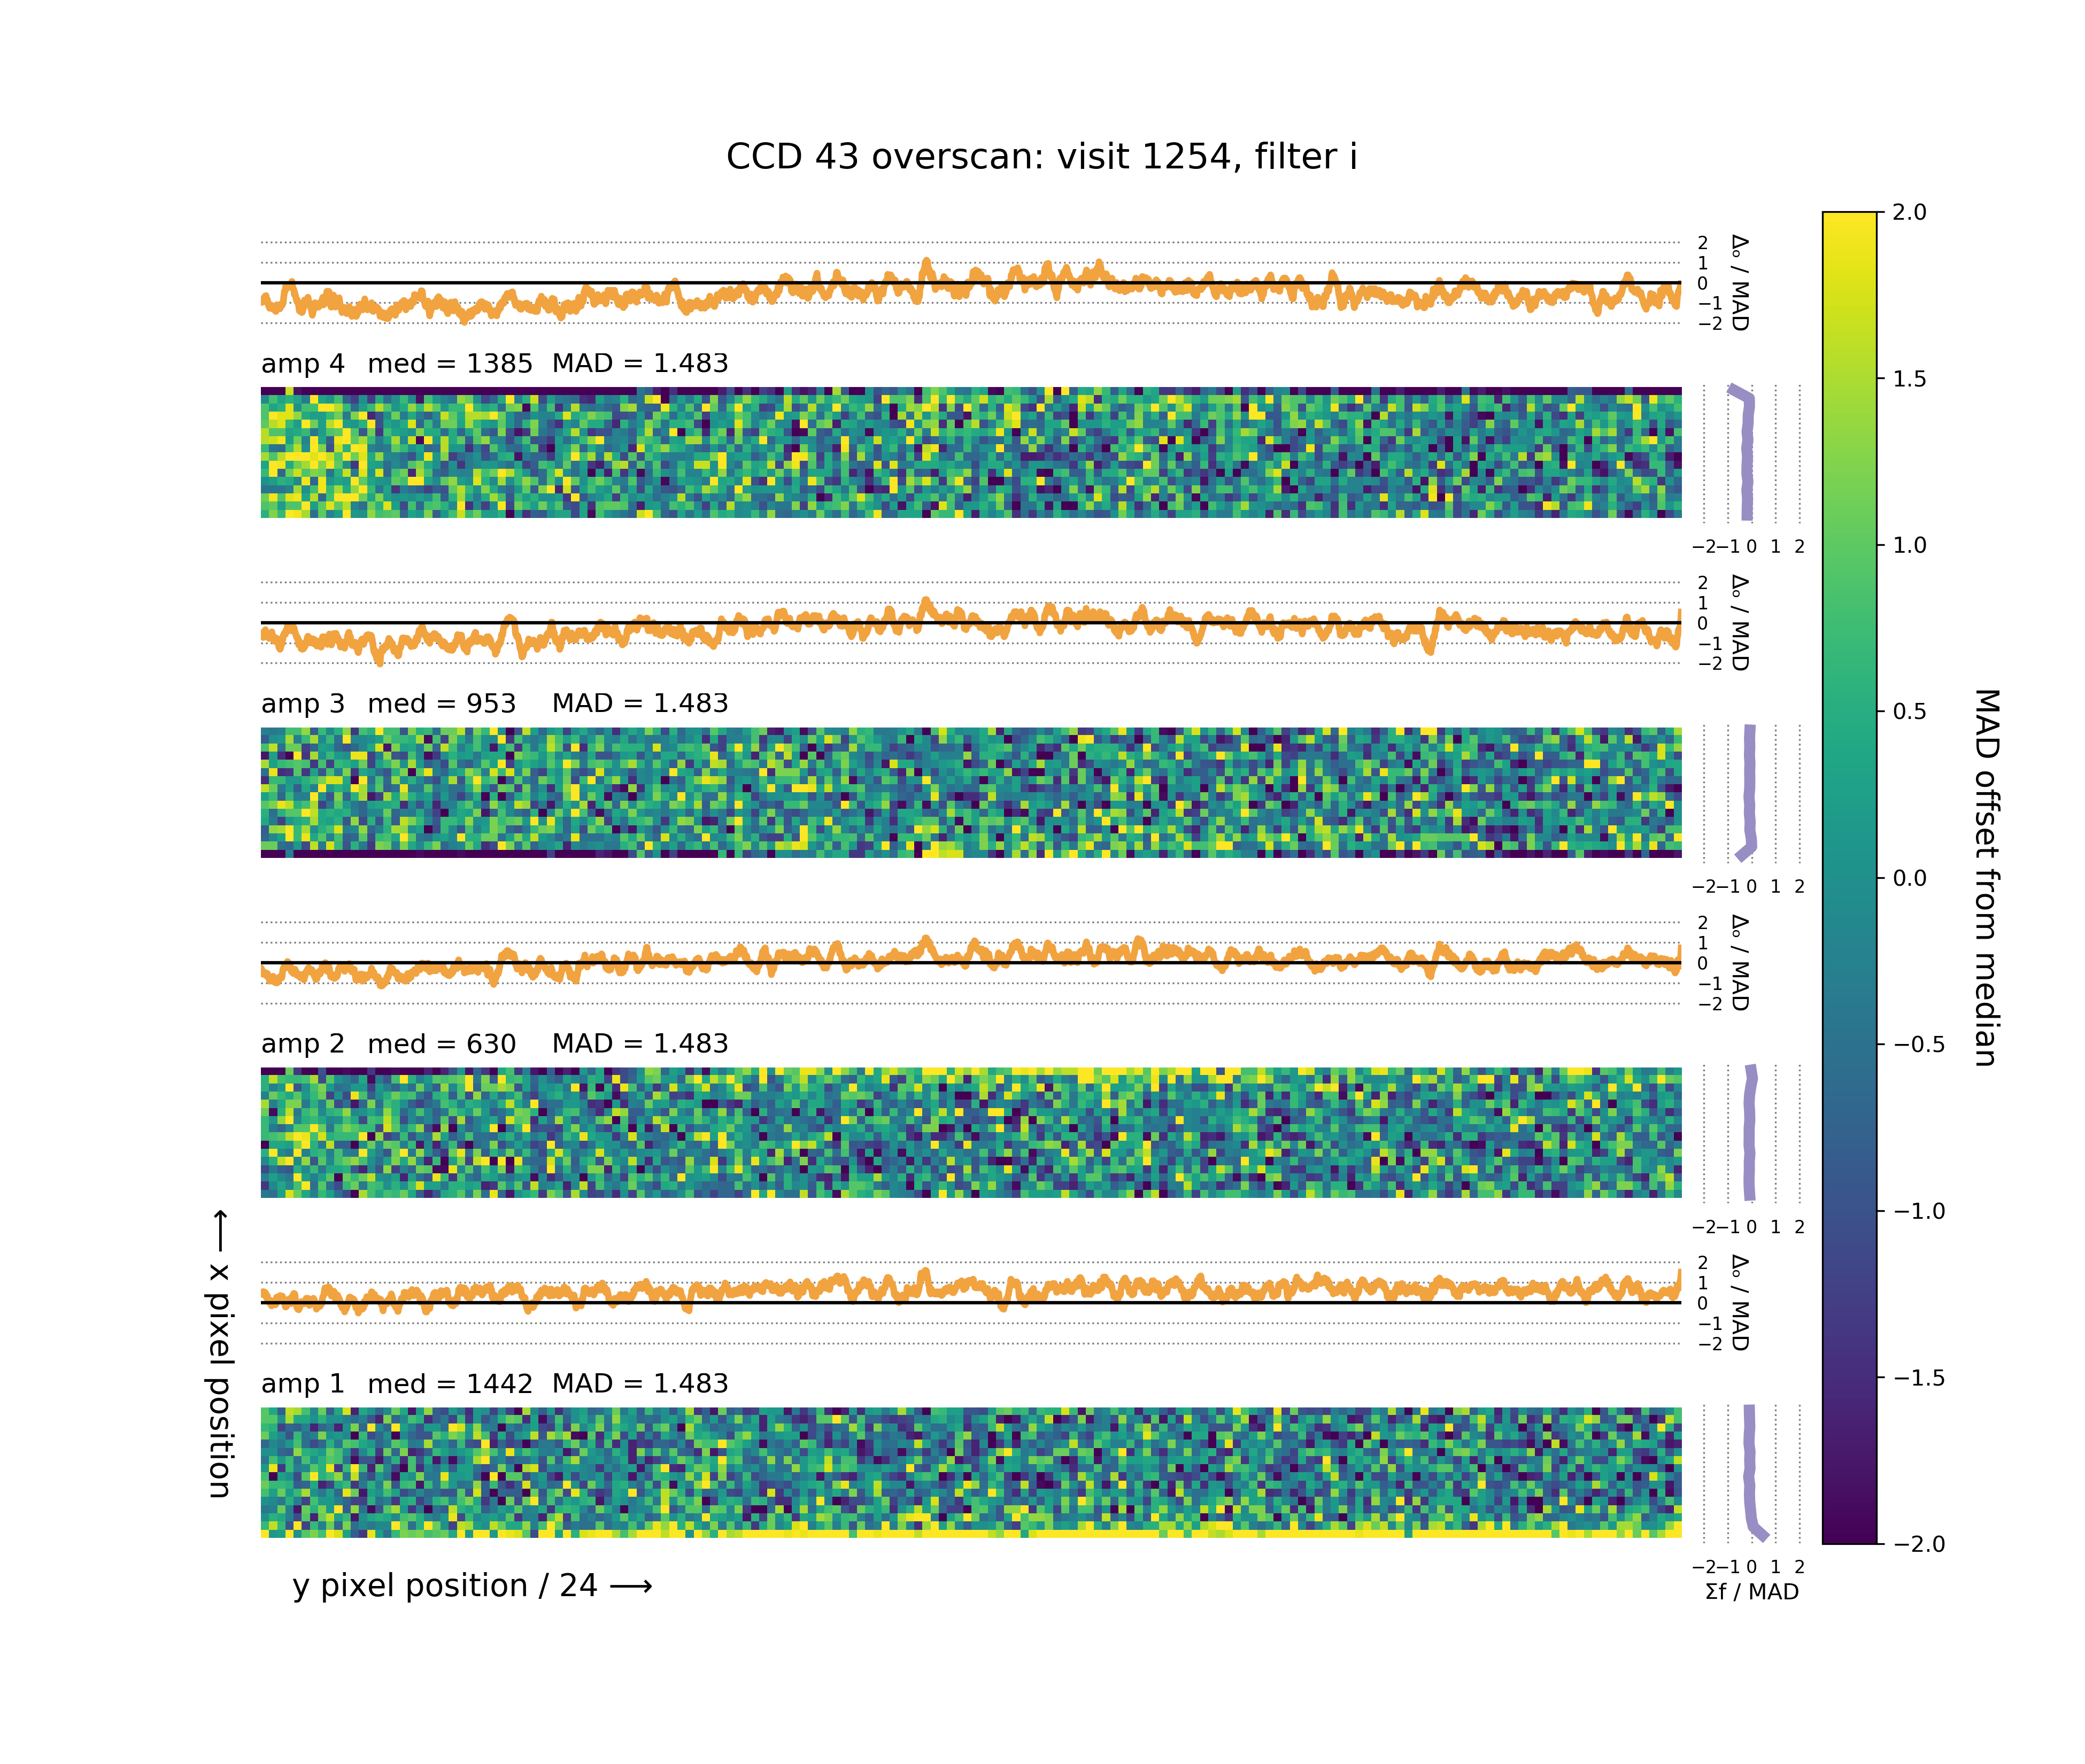 CCD 43 overscan: visit 1254, filter i
2
1
0
−1
−2
Δₒ / MAD
amp 4 med = 1385 MAD = 1.483
−2 −1 0 1 2
2
1
0
−1
−2
Δₒ / MAD
amp 3 med = 953 MAD = 1.483
−2 −1 0 1 2
2
1
0
−1
−2
Δₒ / MAD
amp 2 med = 630 MAD = 1.483
−2 −1 0 1 2
2
1
0
−1
−2
Δₒ / MAD
amp 1 med = 1442 MAD = 1.483
−2 −1 0 1 2
Σf / MAD
y pixel position / 24 ⟶
⟵ x pixel position
2.0
1.5
1.0
0.5
0.0
−0.5
−1.0
−1.5
−2.0
MAD offset from median